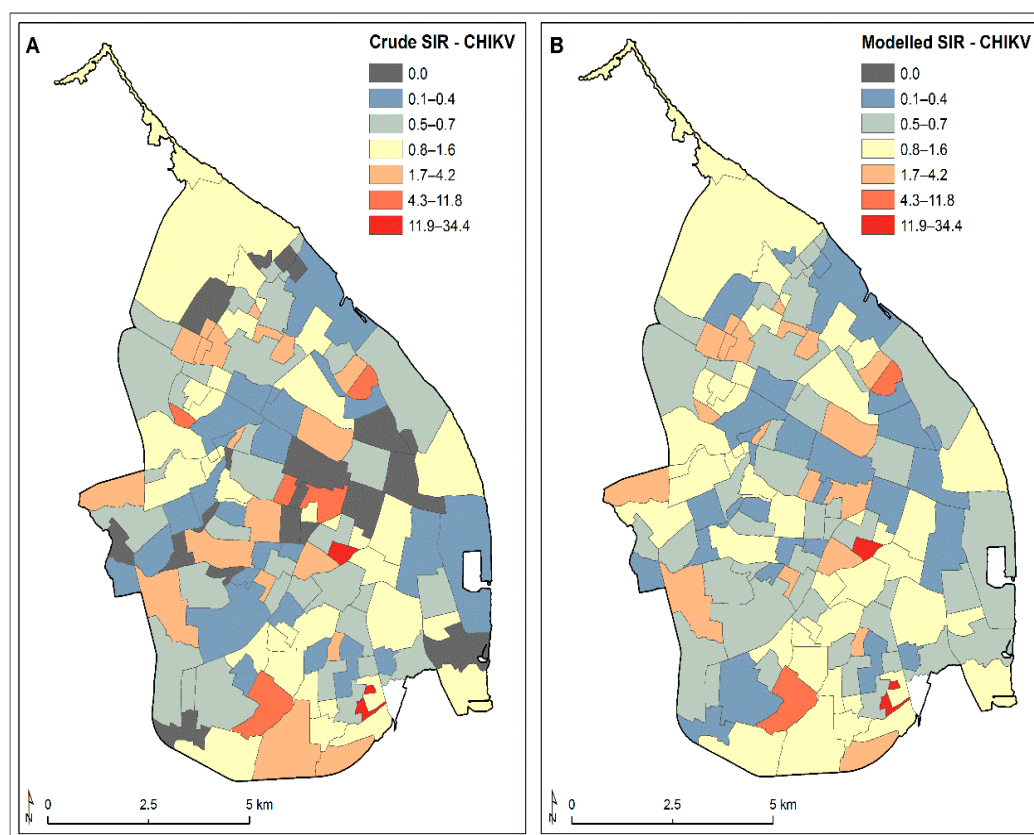 A
Crude SIR - CHIKV
0.0
0.1–0.4
0.5–0.7
0.8–1.6
1.7–4.2
4.3–11.8
11.9–34.4
N
0 2.5 5 km
B
Modelled SIR - CHIKV
0.0
0.1–0.4
0.5–0.7
0.8–1.6
1.7–4.2
4.3–11.8
11.9–34.4
N
0 2.5 5 km